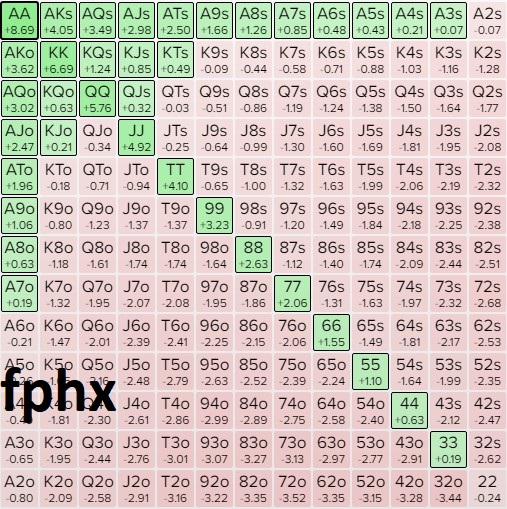 AA AKs AQs AJs ATs A9s A8s A7s A6s A5s A4s A3s A2s
+8.69 +4.05 +3.49 +2.98 +2.50 +1.66 +1.26 +0.85 +0.51 +0.43 +0.21 +0.07 -0.07
AKo KK KQs KJs KTs K9s K8s K7s K6s K5s K4s K3s K2s
+3.62 +6.69 +1.24 +0.85 +0.49 -0.09 -0.44 -0.58 -0.71 -0.88 -1.03 -1.16 -1.28
AQo KQo QQ QJs QTs Q9s Q8s Q7s Q6s Q5s Q4s Q3s Q2s
+3.02 +0.63 +5.76 +0.32 -0.03 -0.51 -0.86 -1.19 -1.24 -1.38 -1.50 -1.64 -1.77
AJo KJo QJo JJ JTs J9s J8s J7s J6s J5s J4s J3s J2s
+2.47 +0.21 -0.34 +4.92 -0.25 -0.64 -0.99 -1.30 -1.60 -1.69 -1.81 -1.95 -2.08
ATo KTo QTo JTo TT T9s T8s T7s T6s T5s T4s T3s T2s
+1.96 -0.18 -0.71 -0.94 +4.10 -0.65 -1.00 -1.32 -1.63 -1.99 -2.06 -2.19 -2.32
A9o K9o Q9o J9o T9o 99 98s 97s 96s 95s 94s 93s 92s
+1.06 -0.80 -1.23 -1.37 -1.37 +3.23 -0.91 -1.20 -1.49 -1.84 -2.18 -2.25 -2.38
A8o K8o Q8o J8o T8o 98o 88 87s 86s 85s 84s 83s 82s
+0.63 -1.18 -1.61 -1.74 -1.74 -1.64 +2.63 -1.12 -1.40 -1.74 -2.09 -2.44 -2.51
A7o K7o Q7o J7o T7o 97o 87o 77 76s 75s 74s 73s 72s
+0.19 -1.32 -1.95 -2.07 -2.08 -1.95 -1.86 +2.06 -1.31 -1.63 -1.97 -2.32 -2.68
A6o K6o Q6o J6o T6o 96o 86o 76o 66 65s 64s 63s 62s
-0.21 -1.47 -2.01 -2.39 -2.41 -2.25 -2.15 -2.06 +1.55 -1.49 -1.81 -2.17 -2.53
A5o K5o Q5o J5o T5o 95o 85o 75o 65o 55 54s 53s 52s
-2.48 -2.79 -2.63 -2.52 -2.39 -2.24 +1.10 -1.64 -1.99 -2.35
fphx
J4o T4o 94o 84o 74o 64o 54o 44 43s 42s
-1.81 -2.30 -2.61 -2.86 -2.99 -2.89 -2.75 -2.58 -2.40 +0.63 -2.12 -2.47
A3o K3o Q3o J3o T3o 93o 83o 73o 63o 53o 43o 33 32s
-0.65 -1.95 -2.44 -2.76 -3.01 -3.07 -3.27 -3.13 -2.97 -2.77 -2.91 +0.19 -2.62
A2o K2o Q2o J2o T2o 92o 82o 72o 62o 52o 42o 32o 22
-0.80 -2.09 -2.58 -2.91 -3.16 -3.22 -3.42 -3.52 -3.35 -3.15 -3.28 -3.44 -0.24